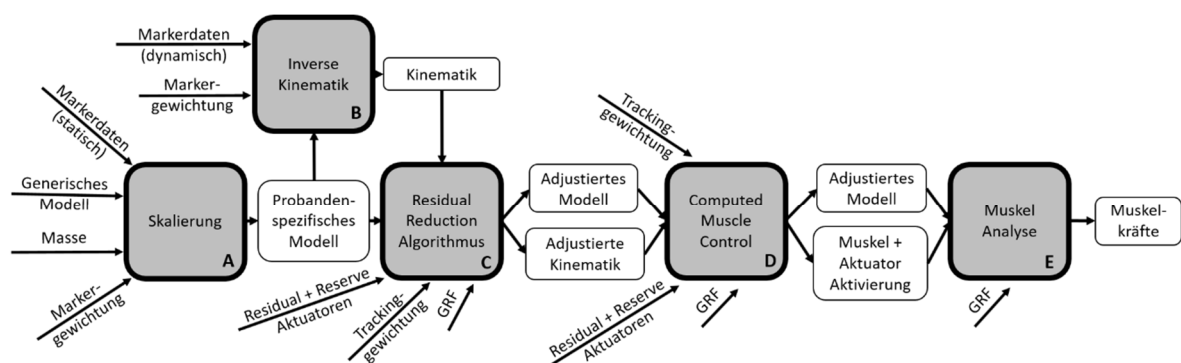 Markerdaten
(dynamisch)
Marker-
gewichtung
Inverse
Kinematik
B
Kinematik
Markerdaten
(statisch)
Generisches
Modell
Masse
Marker-
gewichtung
Skalierung
A
Probanden-
spezifisches
Modell
Residual
Reduction
Algorithmus
C
Residual + Reserve
Aktuatoren
Tracking-
gewichtung
GRF
Adjustiertes
Modell
Adjustierte
Kinematik
Tracking-
gewichtung
Computed
Muscle
Control
D
Residual + Reserve
Aktuatoren
GRF
Adjustiertes
Modell
Muskel +
Aktuator
Aktivierung
Muskel
Analyse
E
GRF
Muskel-
kräfte